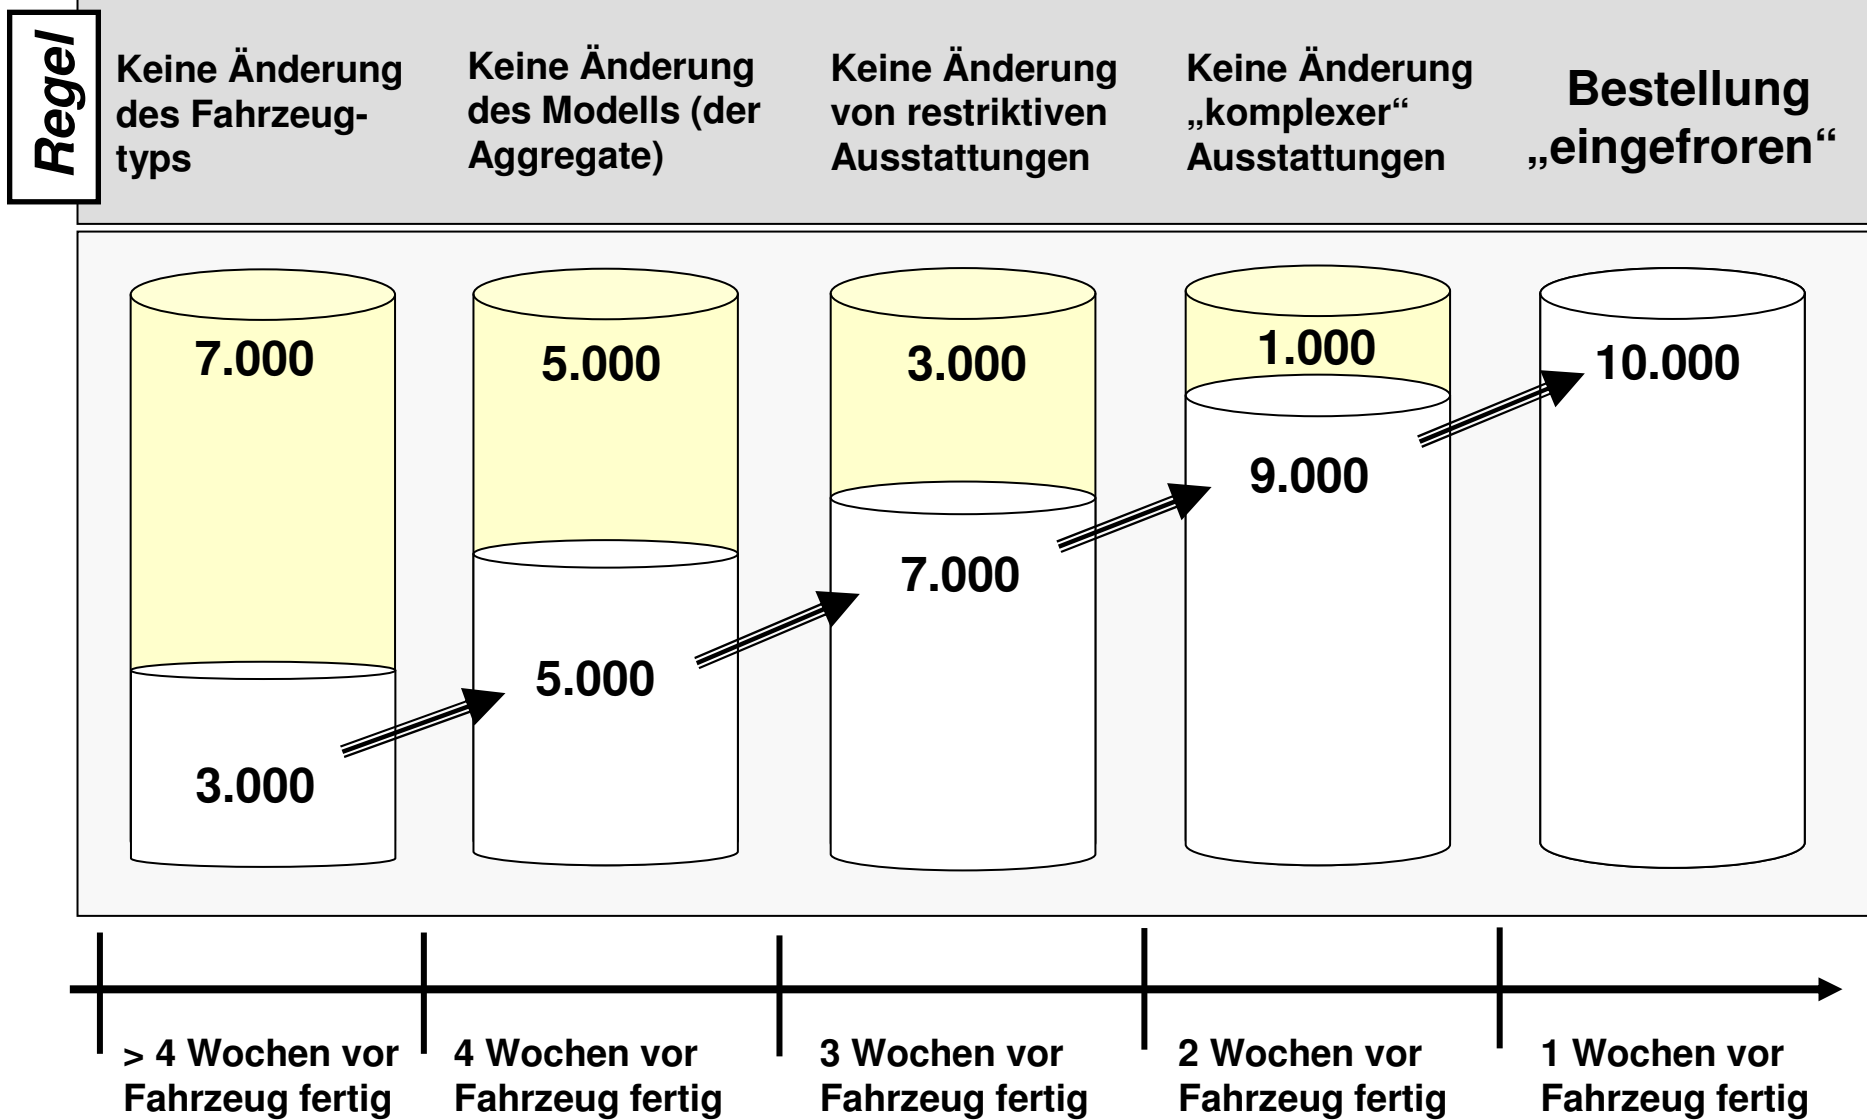 Regel
Keine Änderung
des Fahrzeug-
typs
Keine Änderung
des Modells (der
Aggregate)
Keine Änderung
von restriktiven
Ausstattungen
Keine Änderung
„komplexer“
Ausstattungen
Bestellung
„eingefroren“
7.000
5.000
3.000
1.000
10.000
3.000
5.000
7.000
9.000
> 4 Wochen vor
Fahrzeug fertig
4 Wochen vor
Fahrzeug fertig
3 Wochen vor
Fahrzeug fertig
2 Wochen vor
Fahrzeug fertig
1 Wochen vor
Fahrzeug fertig